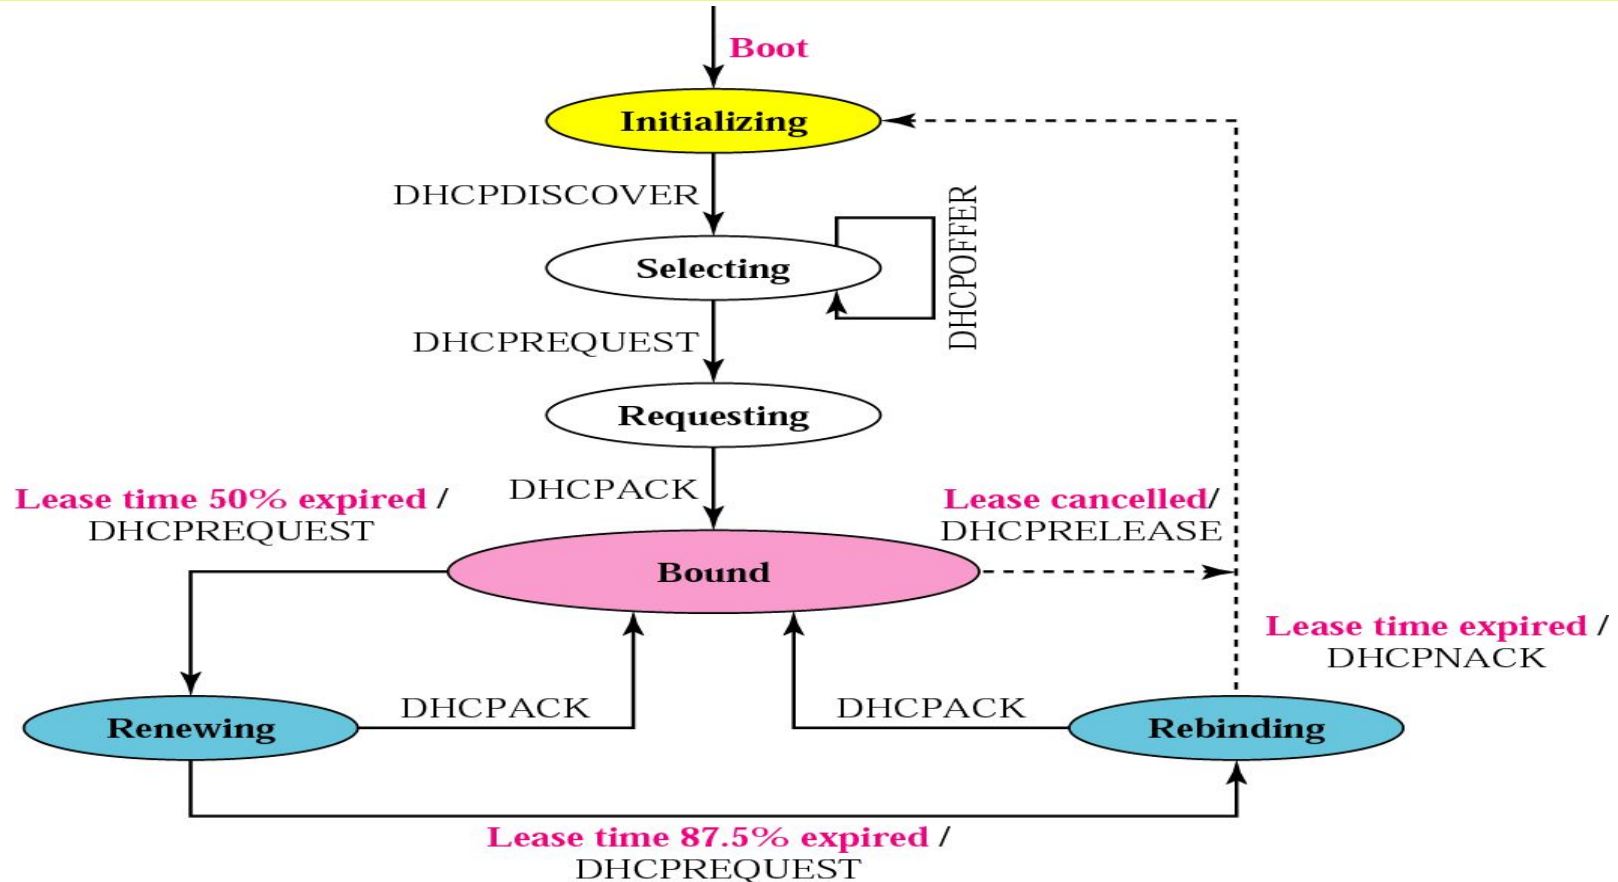 Boot
Initializing
DHCPDISCOVER
Selecting
DHCPOFFER
DHCPREQUEST
Requesting
DHCPACK
Lease time 50% expired /
DHCPREQUEST
Lease cancelled/
DHCPRELEASE
Bound
Lease time expired /
DHCPNACK
Renewing
DHCPACK
DHCPACK
Rebinding
Lease time 87.5% expired /
DHCPREQUEST